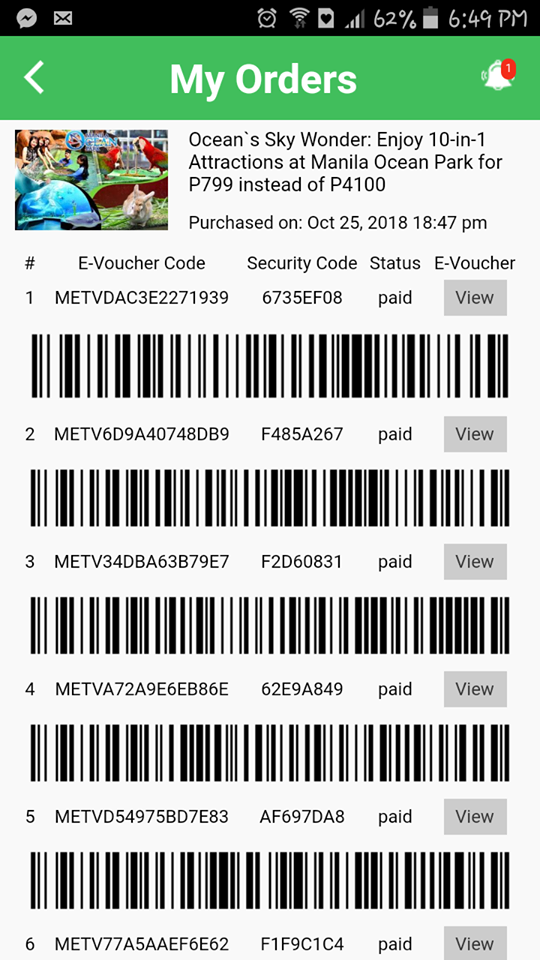 62% 6:49 PM
My Orders
1
Ocean`s Sky Wonder: Enjoy 10-in-1
Attractions at Manila Ocean Park for
P799 instead of P4100
Purchased on: Oct 25, 2018 18:47 pm
# E-Voucher Code Security Code Status E-Voucher
1 METVDAC3E2271939 6735EF08 paid View
2 METV6D9A40748DB9 F485A267 paid View
3 METV34DBA63B79E7 F2D60831 paid View
4 METVA72A9E6EB86E 62E9A849 paid View
5 METVD54975BD7E83 AF697DA8 paid View
6 METV77A5AAEF6E62 F1F9C1C4 paid View